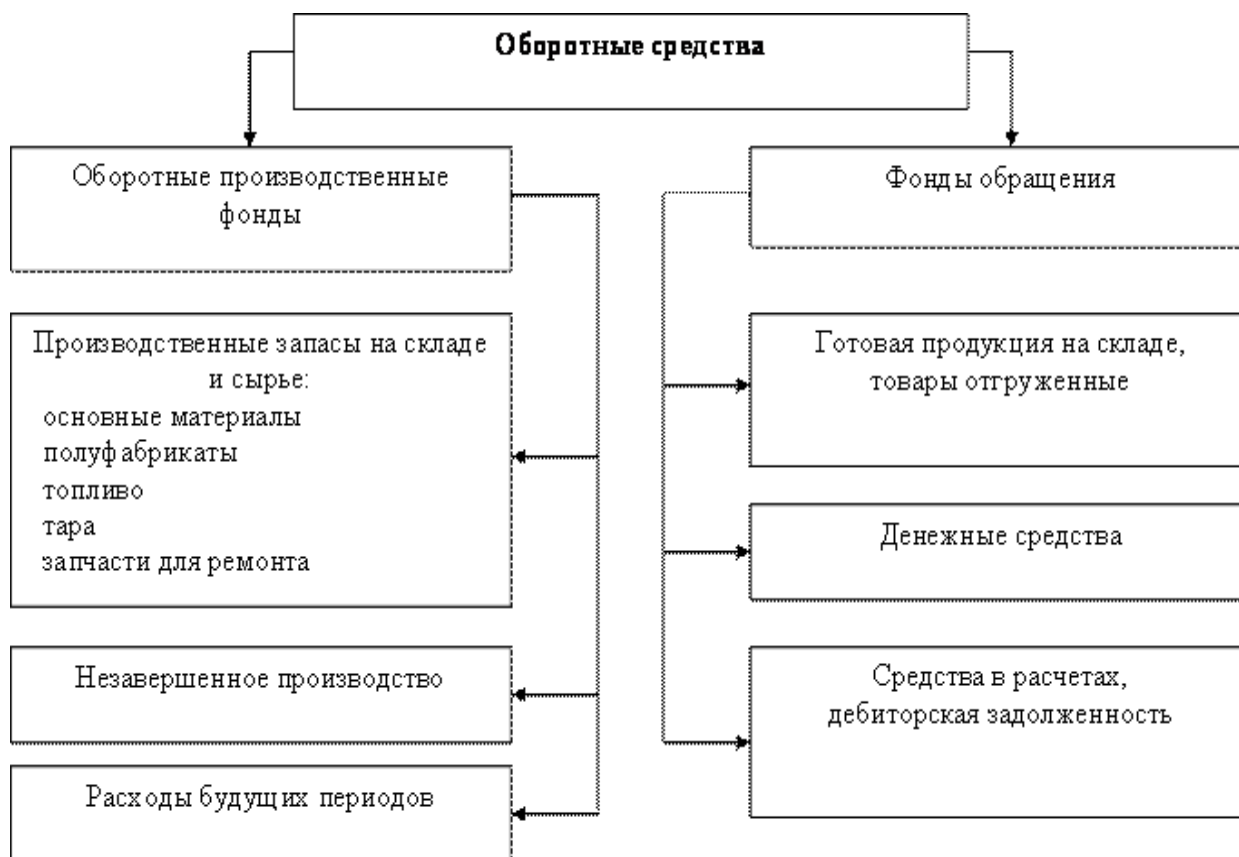 Оборотные средства
Оборотные производственные
фонды
Фонды обращения
Производственные запасы на складе
и сырье:
основные материалы
полуфабрикаты
топливо
тара
запчасти для ремонта
Готовая продукция на складе,
товары отгруженные
Денежные средства
Незавершенное производство
Средства в расчетах,
дебиторская задолженность
Расходы будущих периодов